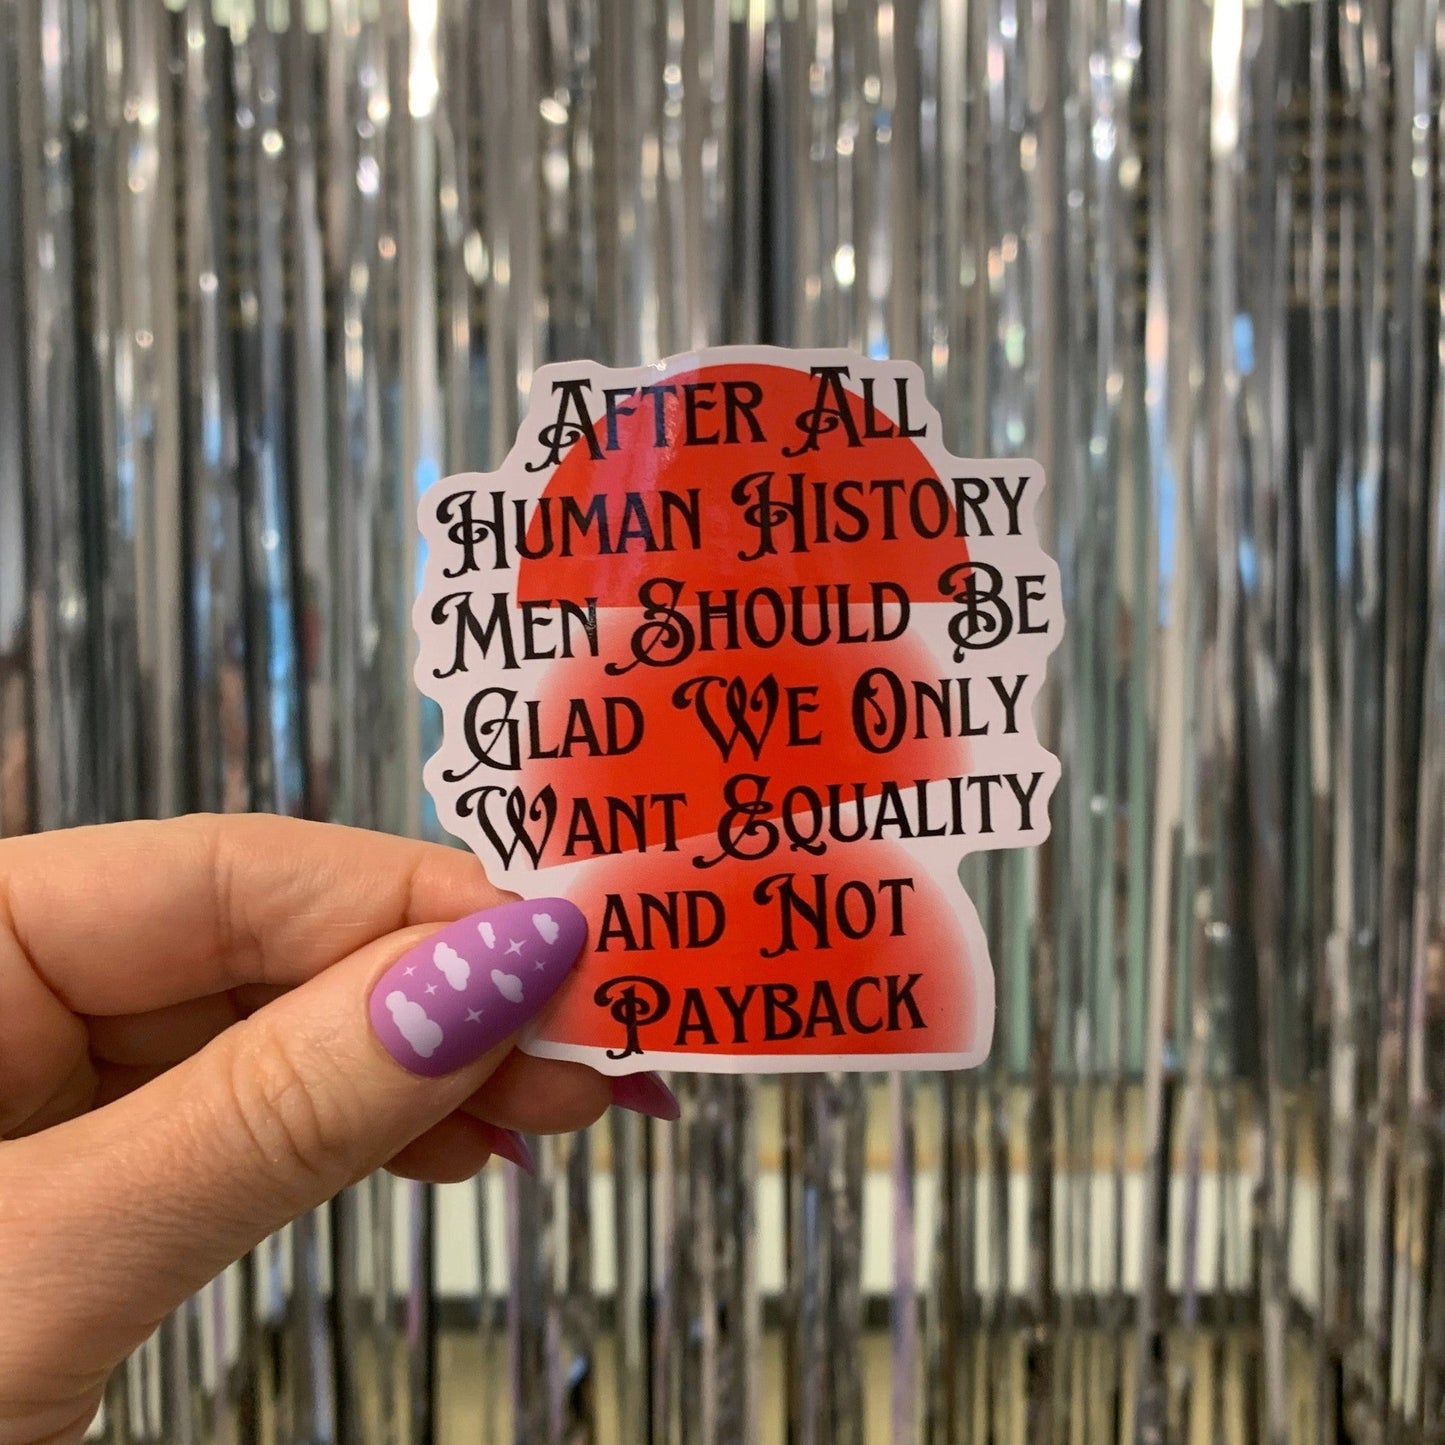 After All
Human History
Men Should Be
Glad We Only
Want Equality
and Not
Payback